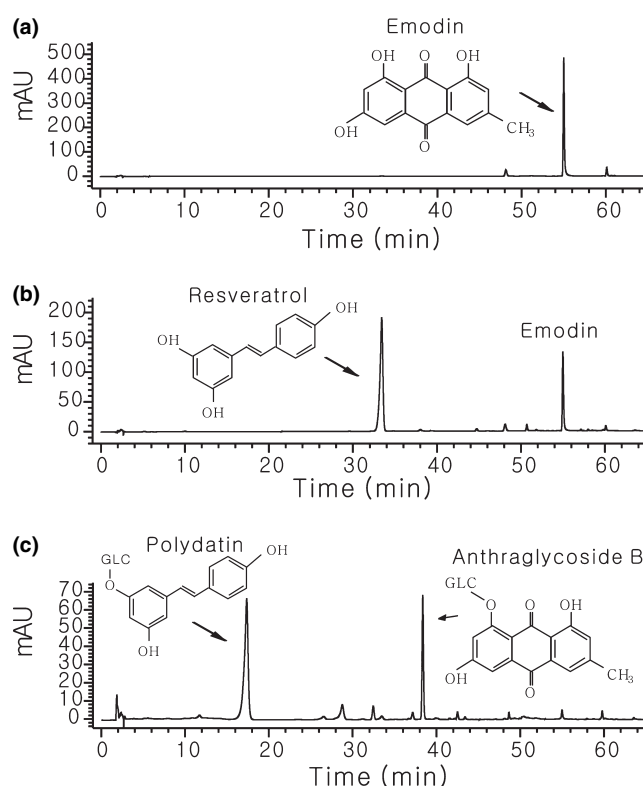 (a)
Emodin
500
400
300
200
100
0
mAU
OH O OH
OH
O
CH3
0 10 20 30 40 50 60
Time (min)
(b)
Resveratrol
Emodin
200
150
100
50
0
mAU
OH
OH
OH
0 10 20 30 40 50 60
Time (min)
(c)
Polydatin
Anthraglycoside B
70
60
50
40
30
20
10
0
mAU
GLC
O
OH
OH
GLC
O O OH
OH
O
CH3
0 10 20 30 40 50 60
Time (min)